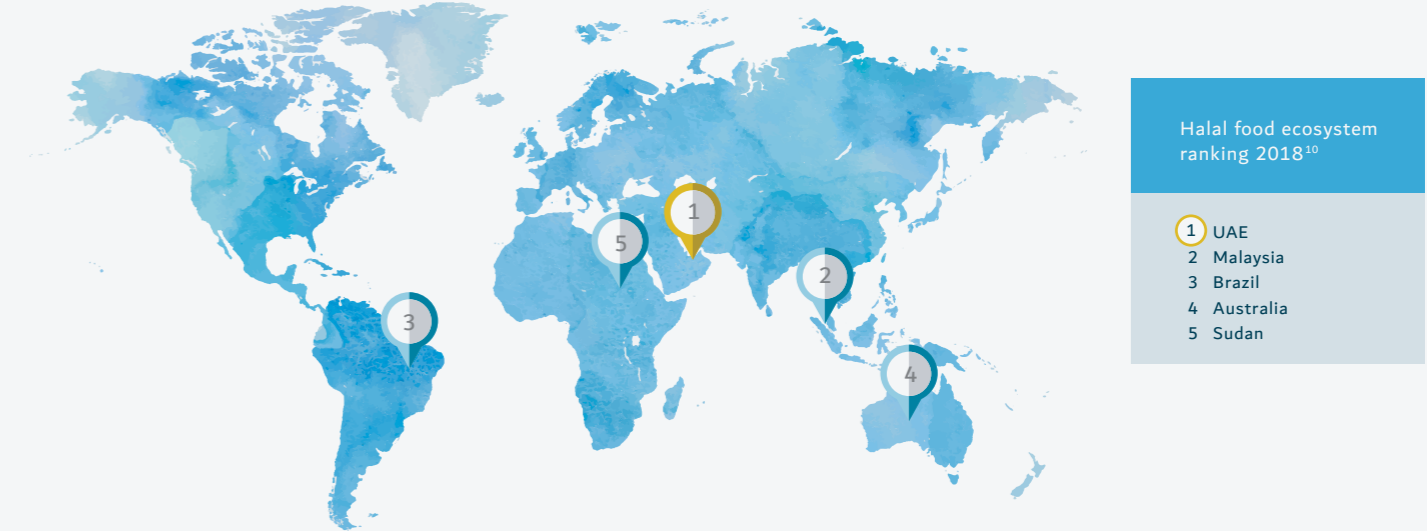 1
5
2
3
4
Halal food ecosystem
ranking 2018¹⁰
1 UAE
2 Malaysia
3 Brazil
4 Australia
5 Sudan